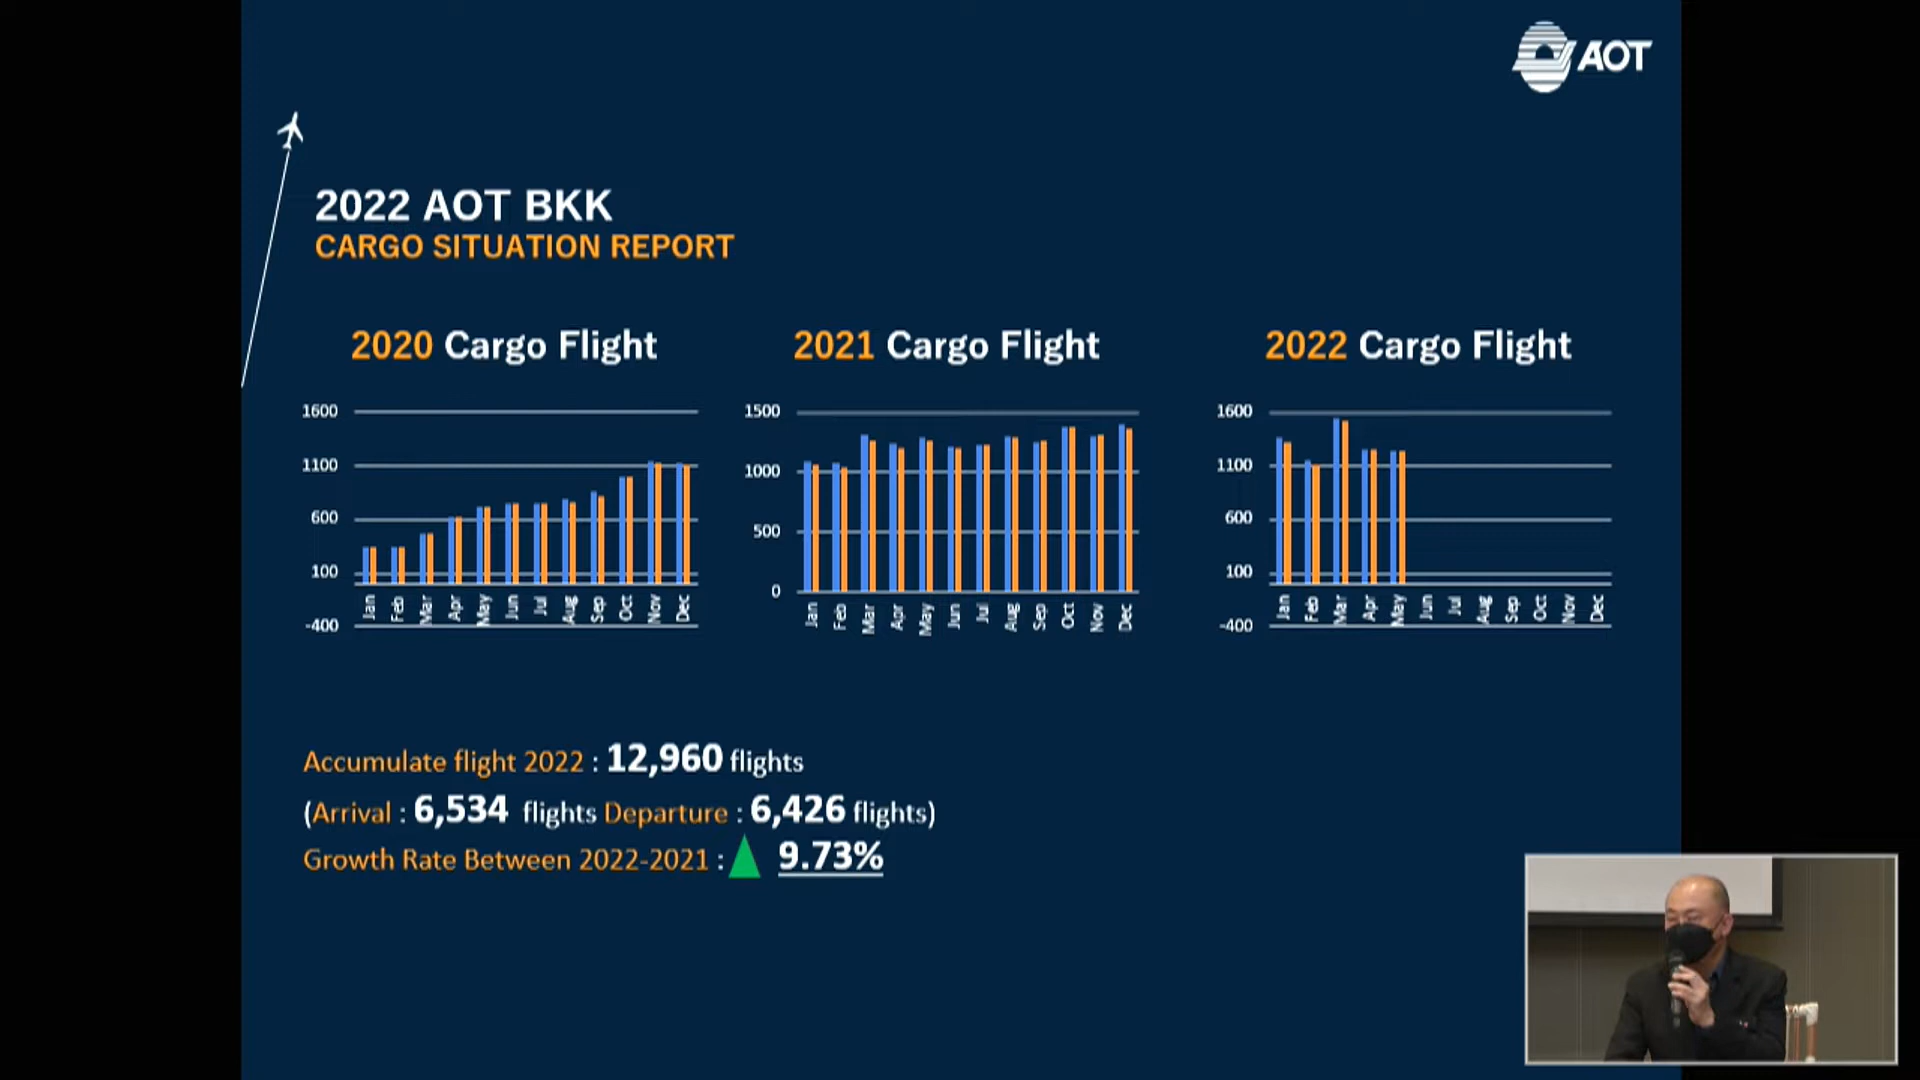 AOT
2022 AOT BKK
CARGO SITUATION REPORT
2020 Cargo Flight
1600
1100
600
100
-400
Jan Feb Mar Apr May Jun Jul Aug Sep Oct Nov Dec
2021 Cargo Flight
1500
1000
500
0
Jan Feb Mar Apr May Jun Jul Aug Sep Oct Nov Dec
2022 Cargo Flight
1600
1100
600
100
-400
Jan Feb Mar Apr May Jun Jul Aug Sep Oct Nov Dec
Accumulate flight 2022 : 12,960 flights
(Arrival : 6,534 flights Departure : 6,426 flights)
Growth Rate Between 2022-2021 : 9.73%